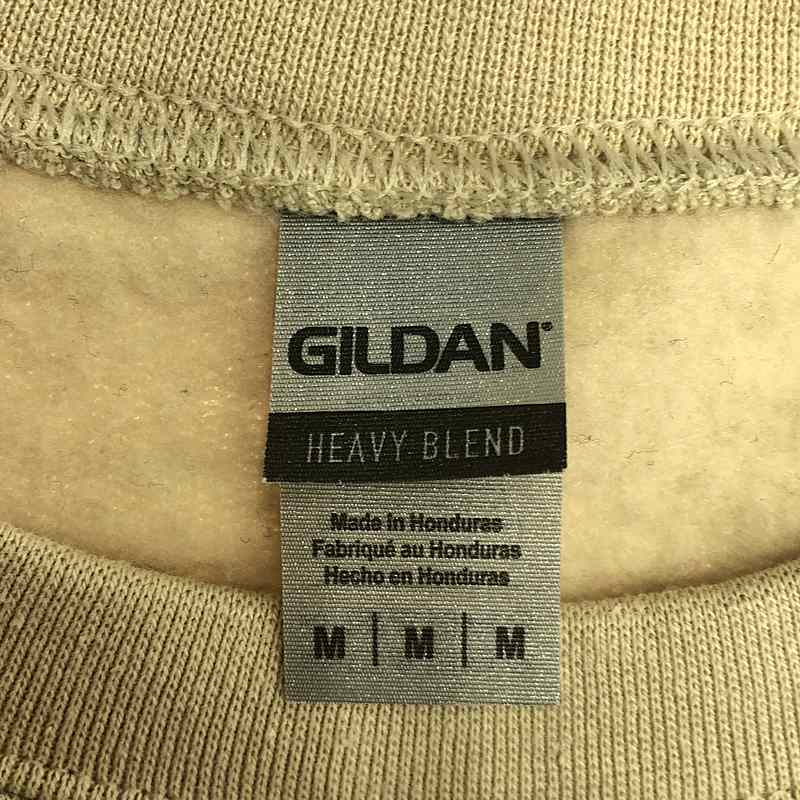 GILDAN®
HEAVY BLEND
Made in Honduras
Fabriqué au Honduras
Hecho en Honduras
M | M | M